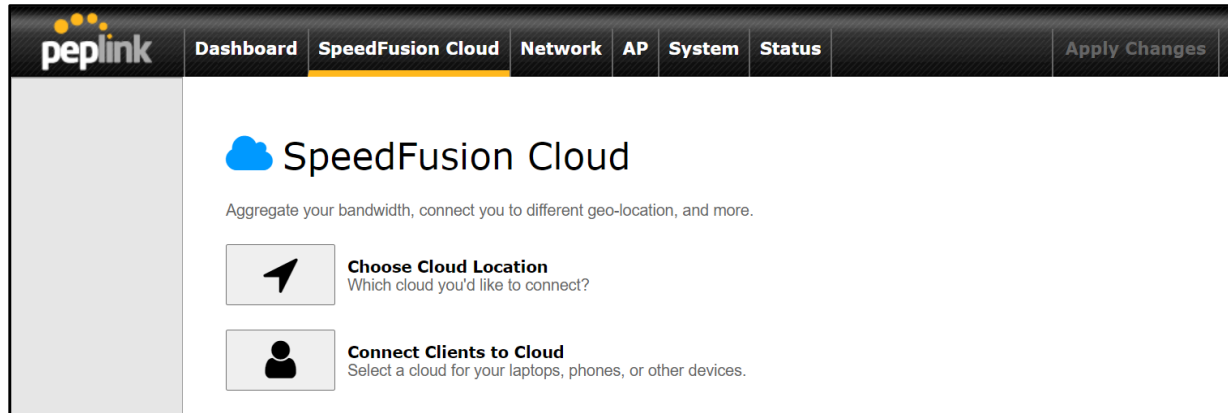 peplink
Dashboard SpeedFusion Cloud Network AP System Status Apply Changes
SpeedFusion Cloud
Aggregate your bandwidth, connect you to different geo-location, and more.
Choose Cloud Location
Which cloud you'd like to connect?
Connect Clients to Cloud
Select a cloud for your laptops, phones, or other devices.